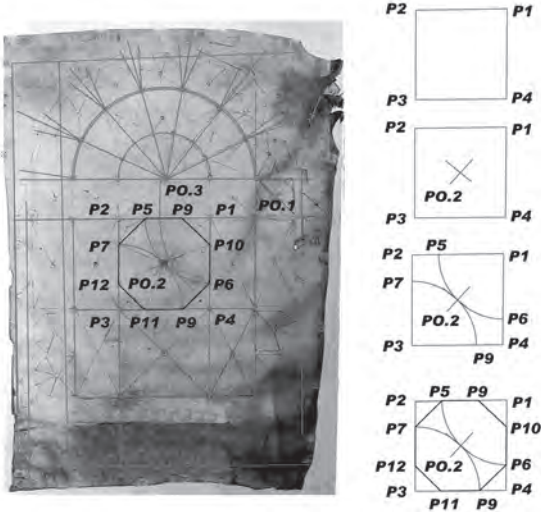 PO.3
P2 P5 P9 P1 PO.1
P7 P10
P12 PO.2 P6
P3 P11 P9 P4
P2 P1
P3 P4
P2 P1
PO.2
P3 P4
P2 P5 P1
P7
PO.2 P6
P3 P4
P9
P2 P5 P9 P1
P7 P10
P12 PO.2 P6
P3 P4
P11 P9